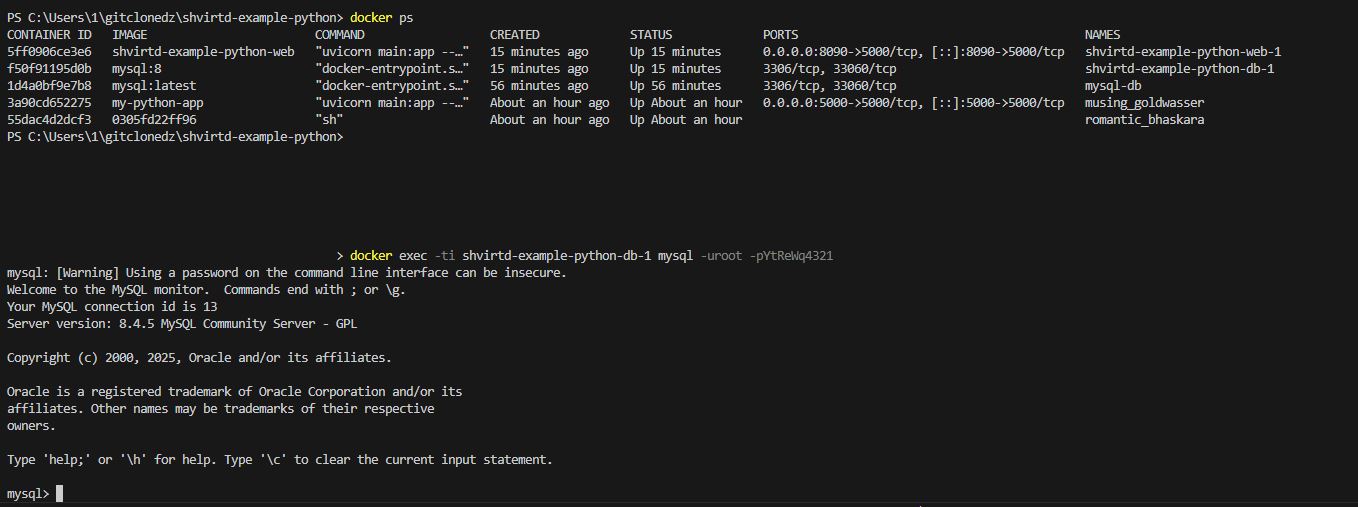 PS C:\Users\1\gitclonedz\shvirtd-example-python> docker ps
CONTAINER ID   IMAGE                        COMMAND                  CREATED             STATUS             PORTS                                         NAMES
5ff0906ce3e6   shvirtd-example-python-web   "uvicorn main:app --…"   15 minutes ago      Up 15 minutes      0.0.0.0:8090->5000/tcp, [::]:8090->5000/tcp   shvirtd-example-python-web-1
f50f91195d0b   mysql:8                      "docker-entrypoint.s…"   15 minutes ago      Up 15 minutes      3306/tcp, 33060/tcp                           shvirtd-example-python-db-1
1d4a0bf9e7b8   mysql:latest                 "docker-entrypoint.s…"   56 minutes ago      Up 56 minutes      3306/tcp, 33060/tcp                           mysql-db
3a90cd652275   my-python-app                "uvicorn main:app --…"   About an hour ago   Up About an hour   0.0.0.0:5000->5000/tcp, [::]:5000->5000/tcp   musing_goldwasser
55dac4d2dcf3   0305fd22ff96                 "sh"                     About an hour ago   Up About an hour                                                 romantic_bhaskara
PS C:\Users\1\gitclonedz\shvirtd-example-python>
> docker exec -ti shvirtd-example-python-db-1 mysql -uroot -pYtReWq4321
mysql: [Warning] Using a password on the command line interface can be insecure.
Welcome to the MySQL monitor.  Commands end with ; or \g.
Your MySQL connection id is 13
Server version: 8.4.5 MySQL Community Server - GPL
Copyright (c) 2000, 2025, Oracle and/or its affiliates.
Oracle is a registered trademark of Oracle Corporation and/or its
affiliates. Other names may be trademarks of their respective
owners.
Type 'help;' or '\h' for help. Type '\c' to clear the current input statement.
mysql>